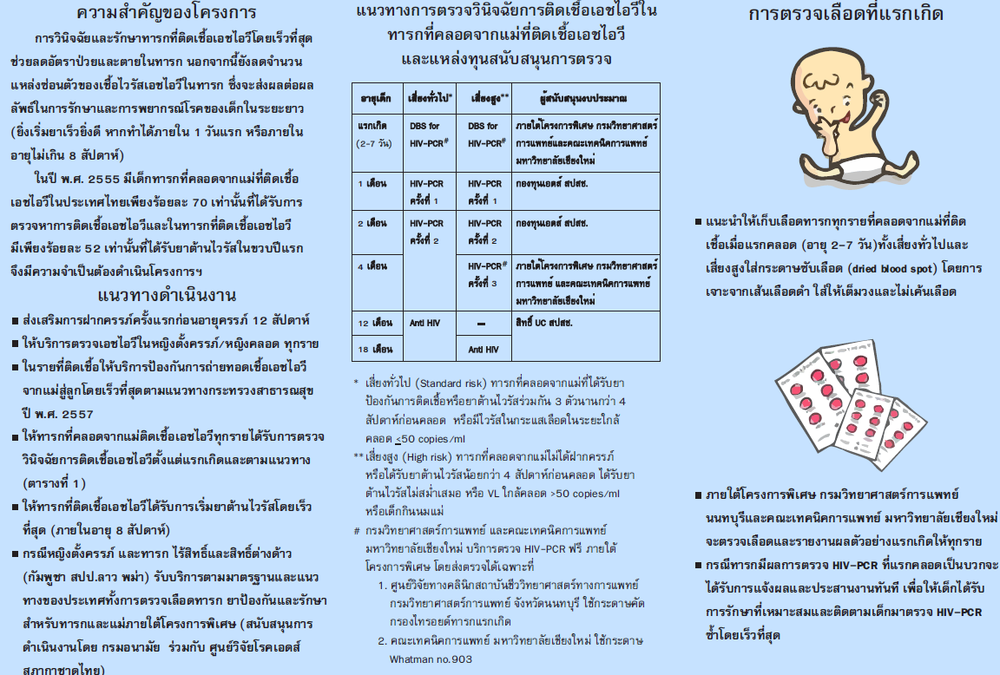 ความสำคัญของโครงการ
การวินิจฉัยและรักษาทารกที่ติดเชื้อเอชไอวีโดยเร็วที่สุด
ช่วยลดอัตราป่วยและตายในทารก นอกจากนี้ยังลดจำนวน
แหล่งซ่อนตัวของเชื้อไวรัสเอชไอวีในทารก ซึ่งจะส่งผลต่อผล
ลัพธ์ในการรักษาและการพยากรณ์โรคของเด็กในระยะยาว
(ยิ่งเริ่มยาเร็วยิ่งดี หากทำได้ภายใน 1 วันแรก หรือภายใน
อายุไม่เกิน 8 สัปดาห์)
ในปี พ.ศ. 2555 มีเด็กทารกที่คลอดจากแม่ที่ติดเชื้อ
เอชไอวีในประเทศไทยเพียงร้อยละ 70 เท่านั้นที่ได้รับการ
ตรวจหาการติดเชื้อเอชไอวีและในทารกที่ติดเชื้อเอชไอวี
มีเพียงร้อยละ 52 เท่านั้นที่ได้รับยาต้านไวรัสในขวบปีแรก
จึงมีความจำเป็นต้องดำเนินโครงการฯ
แนวทางดำเนินงาน
■ ส่งเสริมการฝากครรภ์ครั้งแรกก่อนอายุครรภ์ 12 สัปดาห์
■ ให้บริการตรวจเอชไอวีในหญิงตั้งครรภ์/หญิงคลอด ทุกราย
■ ในรายที่ติดเชื้อให้บริการป้องกันการถ่ายทอดเชื้อเอชไอวี
จากแม่สู่ลูกโดยเร็วที่สุดตามแนวทางกระทรวงสาธารณสุข
ปี พ.ศ. 2557
■ ให้ทารกที่คลอดจากแม่ติดเชื้อเอชไอวีทุกรายได้รับการตรวจ
วินิจฉัยการติดเชื้อเอชไอวีตั้งแต่แรกเกิดและตามแนวทาง
(ตารางที่ 1)
■ ให้ทารกที่ติดเชื้อเอชไอวีได้รับการเริ่มยาต้านไวรัสโดยเร็ว
ที่สุด (ภายในอายุ 8 สัปดาห์)
■ กรณีหญิงตั้งครรภ์ และทารก ไร้สิทธิ์และสิทธิ์ต่างด้าว
(กัมพูชา สปป.ลาว พม่า) รับบริการตามมาตรฐานและแนว
ทางของประเทศทั้งการตรวจเลือดทารก ยาป้องกันและรักษา
สำหรับทารกและแม่ภายใต้โครงการพิเศษ (สนับสนุนการ
ดำเนินงานโดย กรมอนามัย ร่วมกับ ศูนย์วิจัยโรคเอดส์
สภากาชาดไทย)
แนวทางการตรวจวินิจฉัยการติดเชื้อเอชไอวีใน
ทารกที่คลอดจากแม่ที่ติดเชื้อเอชไอวี
และแหล่งทุนสนับสนุนการตรวจ
อายุเด็ก เสี่ยงทั่วไป* เสี่ยงสูง** ผู้สนับสนุนงบประมาณ
แรกเกิด DBS for DBS for ภายใต้โครงการพิเศษ กรมวิทยาศาสตร์
(2-7 วัน) HIV-PCR# HIV-PCR# การแพทย์และคณะเทคนิคการแพทย์
มหาวิทยาลัยเชียงใหม่
1 เดือน HIV-PCR HIV-PCR กองทุนเอดส์ สปสช.
ครั้งที่ 1 ครั้งที่ 1
2 เดือน HIV-PCR HIV-PCR กองทุนเอดส์ สปสช.
ครั้งที่ 2 ครั้งที่ 2
4 เดือน HIV-PCR# ภายใต้โครงการพิเศษ กรมวิทยาศาสตร์
ครั้งที่ 3 การแพทย์ และคณะเทคนิคการแพทย์
มหาวิทยาลัยเชียงใหม่
12 เดือน Anti HIV – สิทธิ์ UC สปสช.
18 เดือน Anti HIV
* เสี่ยงทั่วไป (Standard risk) ทารกที่คลอดจากแม่ที่ได้รับยา
ป้องกันการติดเชื้อหรือยาต้านไวรัสร่วมกัน 3 ตัวนานกว่า 4
สัปดาห์ก่อนคลอด หรือมีไวรัสในกระแสเลือดในระยะใกล้
คลอด <50 copies/ml
** เสี่ยงสูง (High risk) ทารกที่คลอดจากแม่ไม่ได้ฝากครรภ์
หรือได้รับยาต้านไวรัสน้อยกว่า 4 สัปดาห์ก่อนคลอด ได้รับยา
ต้านไวรัสไม่สม่ำเสมอ หรือ VL ใกล้คลอด >50 copies/ml
หรือเด็กกินนมแม่
# กรมวิทยาศาสตร์การแพทย์ และคณะเทคนิคการแพทย์
มหาวิทยาลัยเชียงใหม่ บริการตรวจ HIV-PCR ฟรี ภายใต้
โครงการพิเศษ โดยส่งตรวจได้เฉพาะที่
1. ศูนย์วิจัยทางคลินิกสถาบันชีววิทยาศาสตร์ทางการแพทย์
กรมวิทยาศาสตร์การแพทย์ จังหวัดนนทบุรี ใช้กระดาษคัด
กรองไทรอยด์ทารกแรกเกิด
2. คณะเทคนิคการแพทย์ มหาวิทยาลัยเชียงใหม่ ใช้กระดาษ
Whatman no.903
การตรวจเลือดที่แรกเกิด
■ แนะนำให้เก็บเลือดทารกทุกรายที่คลอดจากแม่ที่ติด
เชื้อเมื่อแรกคลอด (อายุ 2-7 วัน)ทั้งเสี่ยงทั่วไปและ
เสี่ยงสูงใส่กระดาษซับเลือด (dried blood spot) โดยการ
เจาะจากเส้นเลือดดำ ใส่ให้เต็มวงและไม่เค้นเลือด
■ ภายใต้โครงการพิเศษ กรมวิทยาศาสตร์การแพทย์
นนทบุรีและคณะเทคนิคการแพทย์ มหาวิทยาลัยเชียงใหม่
จะตรวจเลือดและรายงานผลตัวอย่างแรกเกิดให้ทุกราย
■ กรณีทารกมีผลการตรวจ HIV-PCR ที่แรกคลอดเป็นบวกจะ
ได้รับการแจ้งผลและประสานงานทันที เพื่อให้เด็กได้รับ
การรักษาที่เหมาะสมและติดตามเด็กมาตรวจ HIV-PCR
ซ้ำโดยเร็วที่สุด